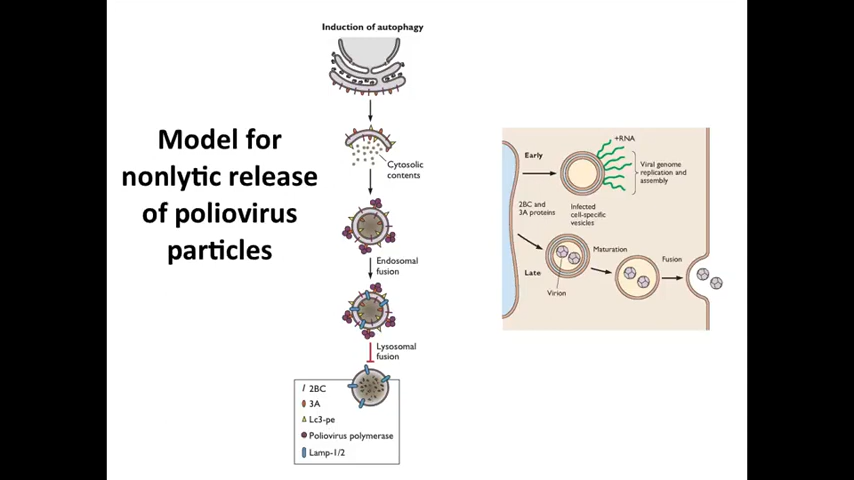 Model for
nonlytic release
of poliovirus
particles
Induction of autophagy
Cytosolic
contents
Endosomal
fusion
Lysosomal
fusion
2BC
3A
Lc3-pe
Poliovirus polymerase
Lamp-1/2
Early
+RNA
Viral genome
replication and
assembly
2BC and
3A proteins
Infected
cell-specific
vesicles
Maturation
Fusion
Late
Virion